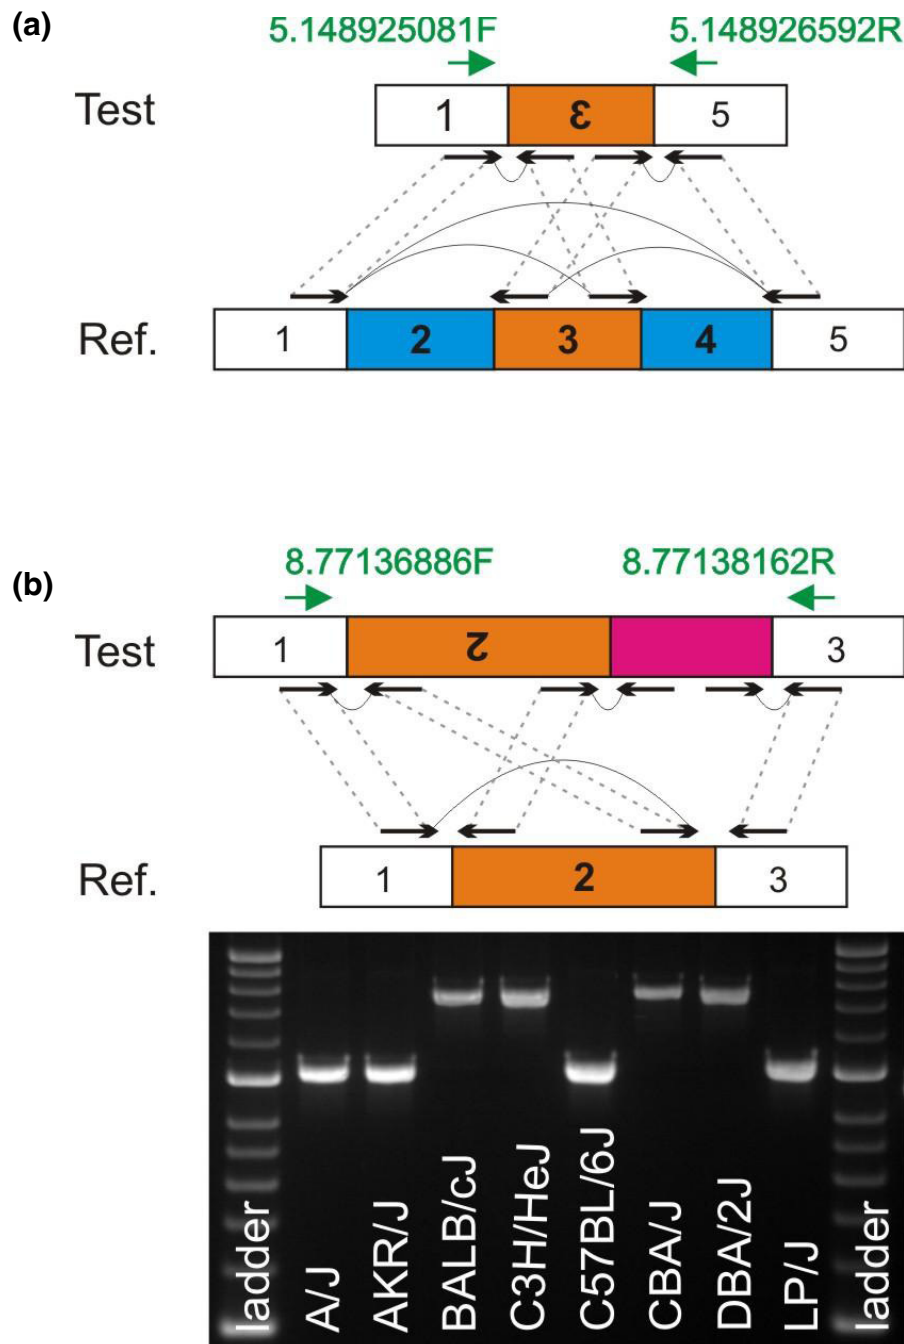 (a)
5.148925081F 5.148926592R
Test 1 3 5
Ref. 1 2 3 4 5
(b)
8.77136886F 8.77138162R
Test 1 2 3
Ref. 1 2 3
ladder A/J AKR/J BALB/cJ C3H/HeJ C57BL/6J CBA/J DBA/2J LP/J ladder